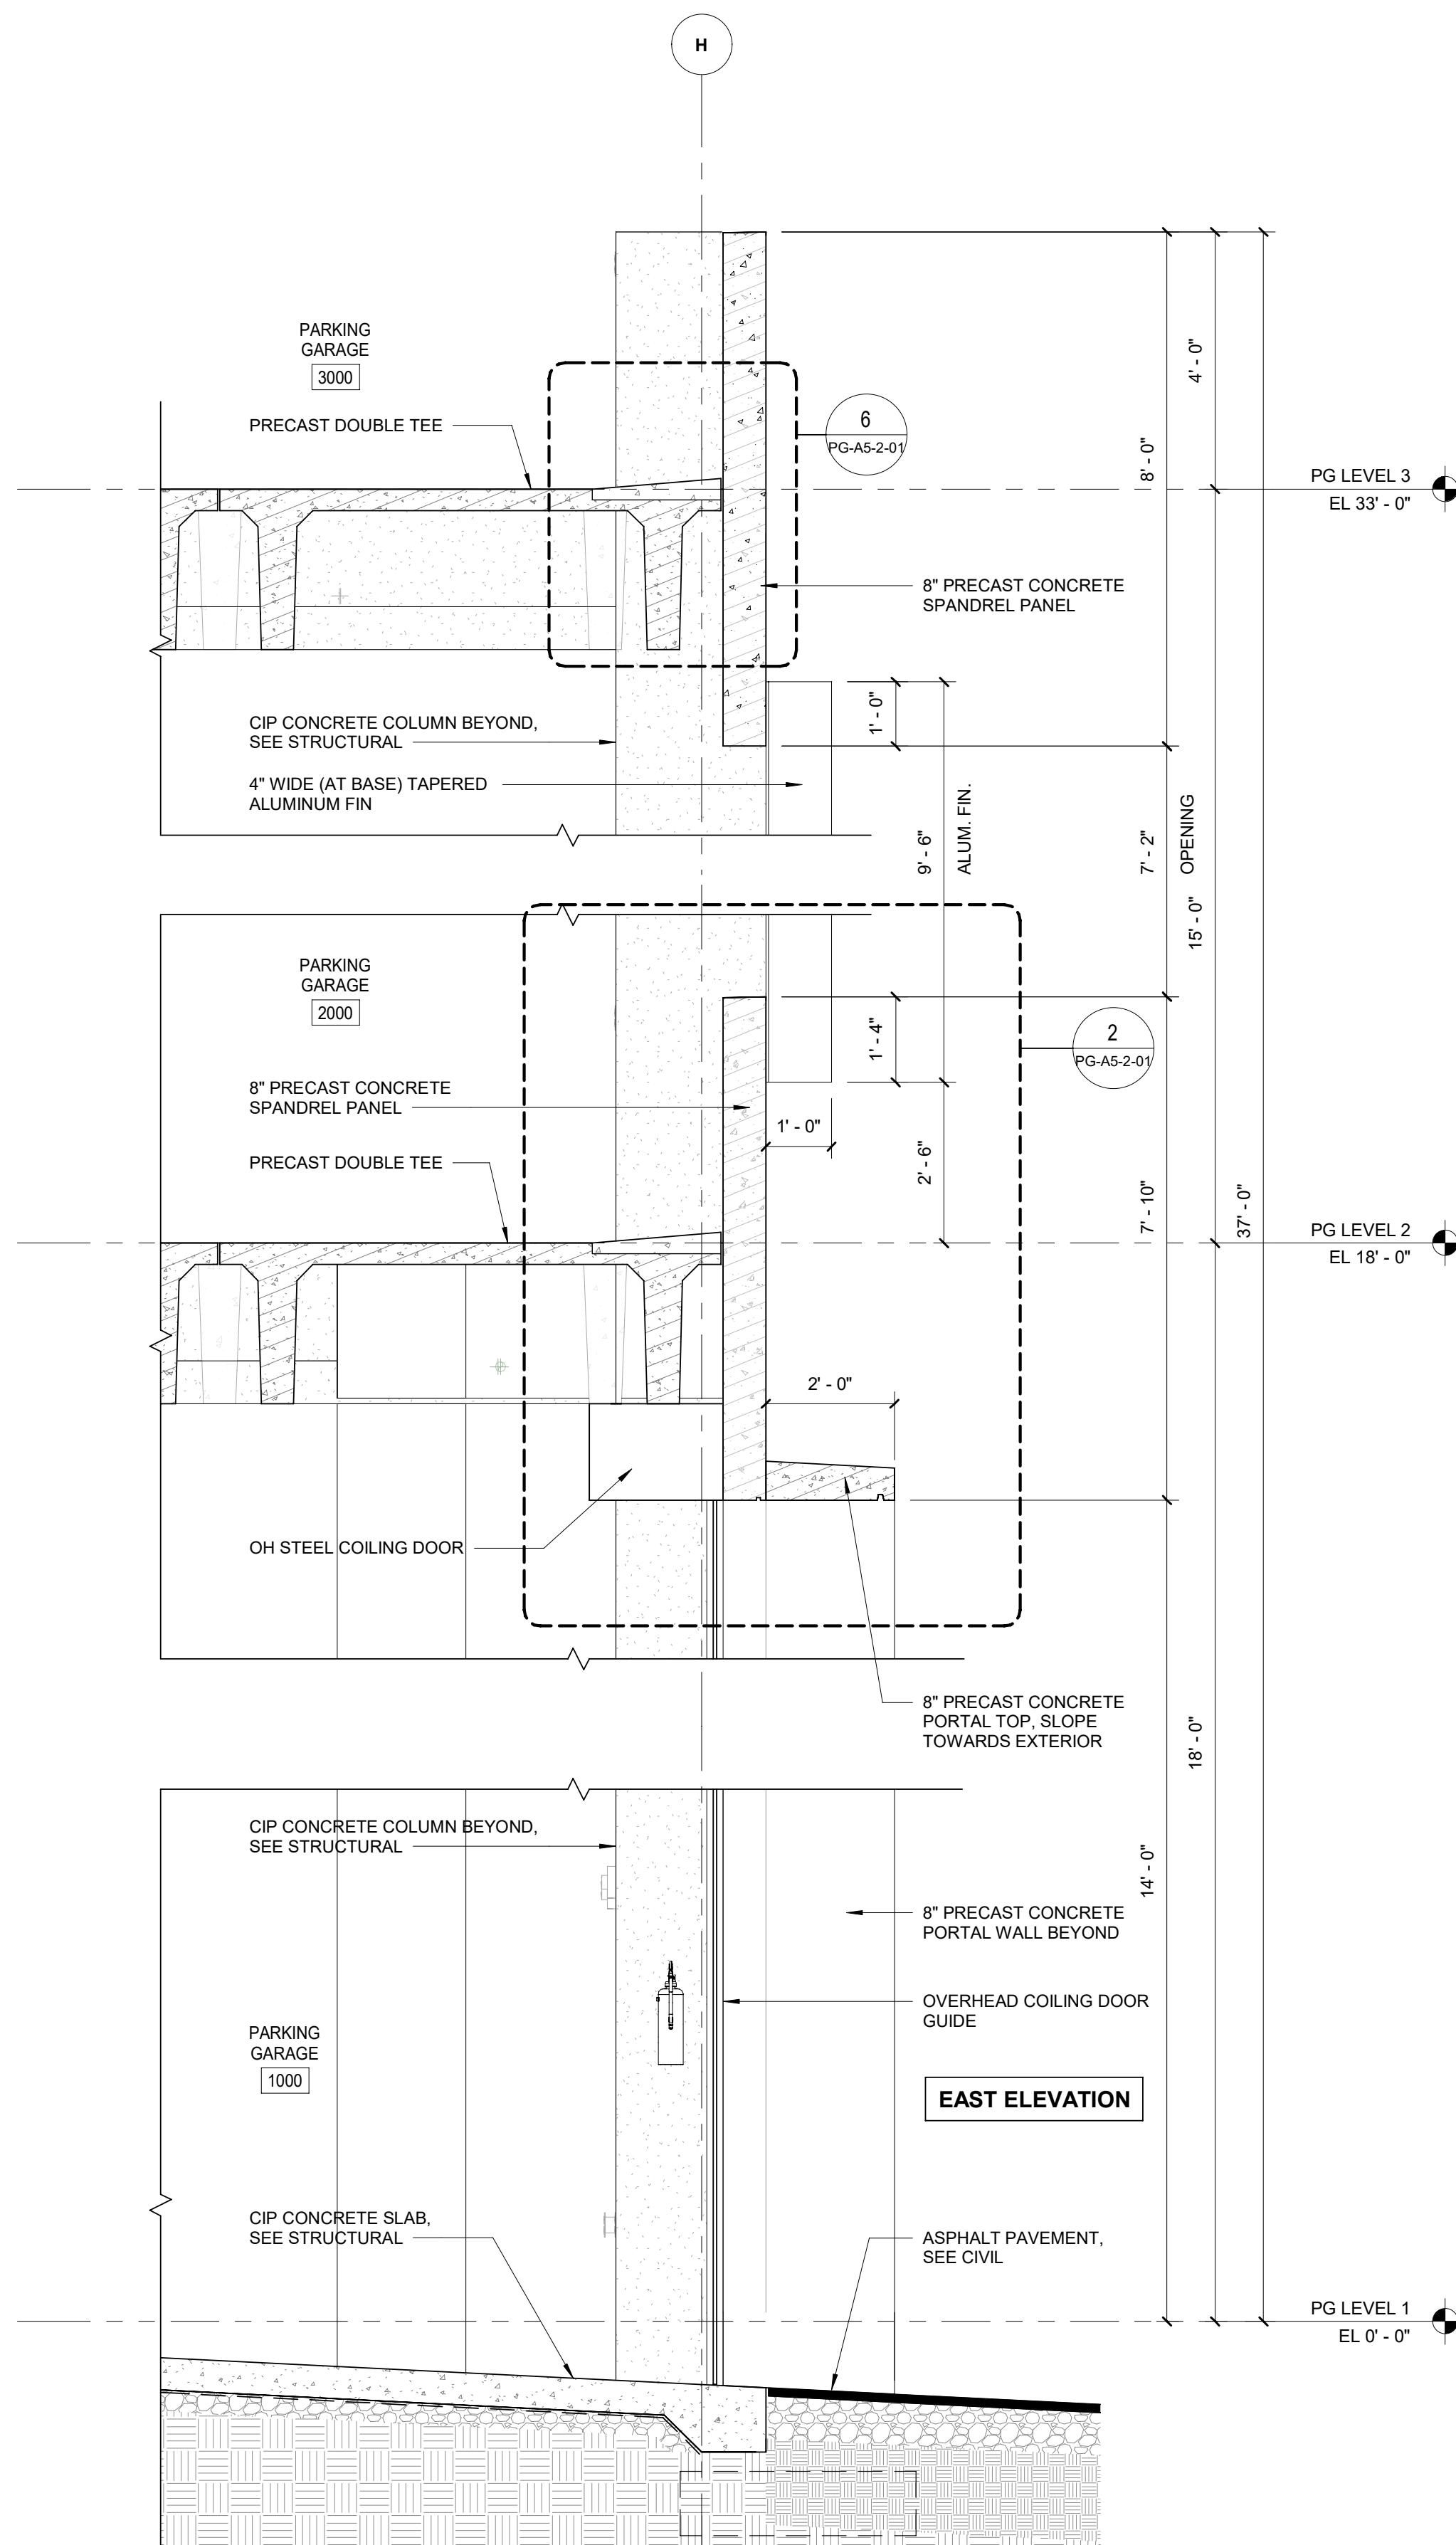 H
4' - 0"
PARKING
GARAGE
3000
PRECAST DOUBLE TEE
6
PG-A5-2-01
8' - 0"
PG LEVEL 3
EL 33' - 0"
8" PRECAST CONCRETE
SPANDREL PANEL
CIP CONCRETE COLUMN BEYOND,
SEE STRUCTURAL
1' - 0"
4" WIDE (AT BASE) TAPERED
ALUMINUM FIN
9' - 6"
ALUM. FIN.
7' - 2"
OPENING
15' - 0"
PARKING
GARAGE
2000
1' - 4"
2
PG-A5-2-01
8" PRECAST CONCRETE
SPANDREL PANEL
1' - 0"
2' - 6"
PRECAST DOUBLE TEE
7' - 10"
37' - 0"
PG LEVEL 2
EL 18' - 0"
2' - 0"
OH STEEL COILING DOOR
8" PRECAST CONCRETE
PORTAL TOP, SLOPE
TOWARDS EXTERIOR
18' - 0"
CIP CONCRETE COLUMN BEYOND,
SEE STRUCTURAL
14' - 0"
8" PRECAST CONCRETE
PORTAL WALL BEYOND
OVERHEAD COILING DOOR
GUIDE
PARKING
GARAGE
1000
EAST ELEVATION
CIP CONCRETE SLAB,
SEE STRUCTURAL
ASPHALT PAVEMENT,
SEE CIVIL
PG LEVEL 1
EL 0' - 0"